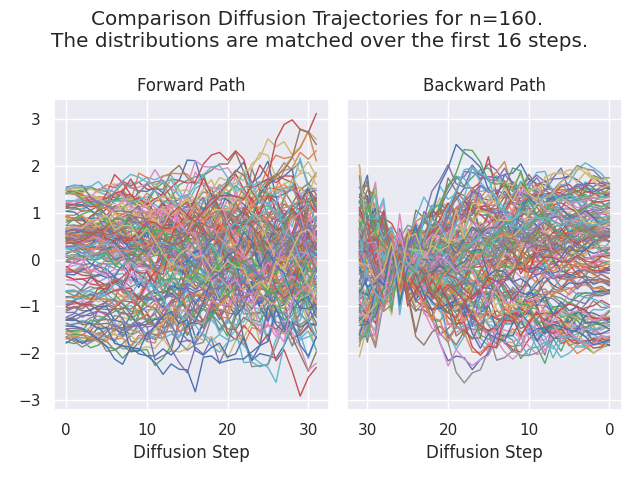 Comparison Diffusion Trajectories for n=160.
The distributions are matched over the first 16 steps.
Forward Path
Backward Path
3
2
1
0
−1
−2
−3
0
10
20
30
30
20
10
0
Diffusion Step
Diffusion Step